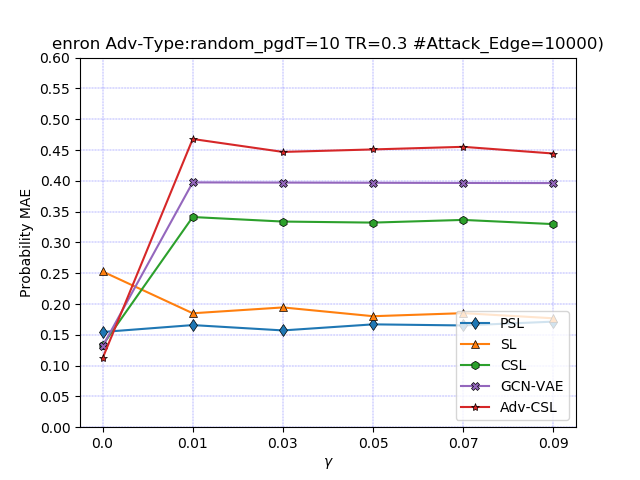 enron Adv-Type:random_pgdT=10 TR=0.3 #Attack_Edge=10000)
0.60
0.55
0.50
0.45
0.40
0.35
0.30
0.25
0.20
0.15
0.10
0.05
0.00
Probability MAE
PSL
SL
CSL
GCN-VAE
Adv-CSL
0.0 0.01 0.03 0.05 0.07 0.09
γ